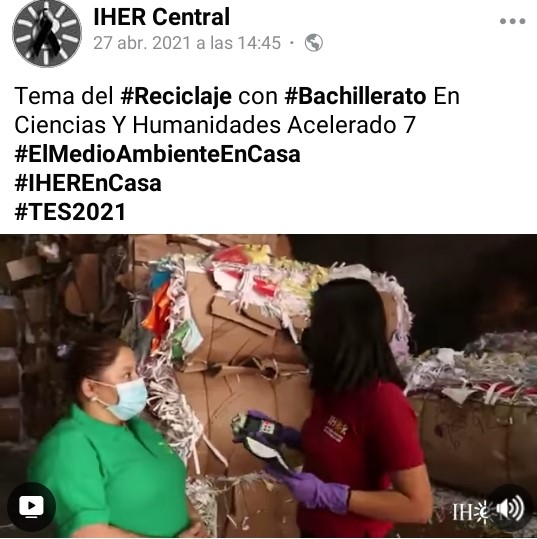 IHER Central
27 abr. 2021 a las 14:45 ·
Tema del #Reciclaje con #Bachillerato En
Ciencias Y Humanidades Acelerado 7
#ElMedioAmbienteEnCasa
#IHEREnCasa
#TES2021
IHER